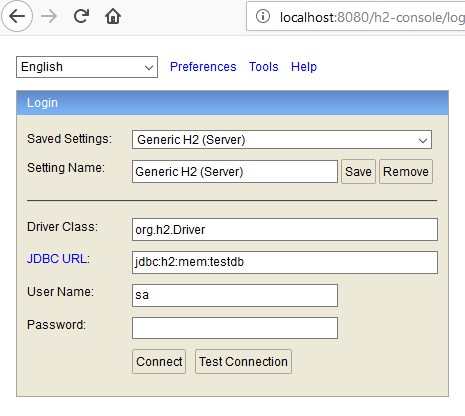 localhost:8080/h2-console/log
English Preferences Tools Help
Login
Saved Settings: Generic H2 (Server)
Setting Name: Generic H2 (Server) Save Remove
Driver Class: org.h2.Driver
JDBC URL: jdbc:h2:mem:testdb
User Name: sa
Password:
Connect Test Connection